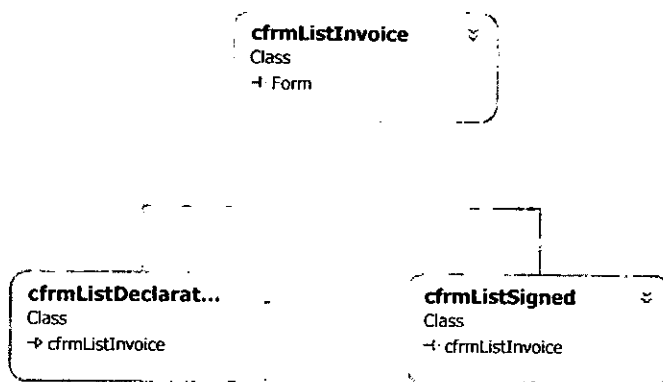 cfrmListInvoice
Class
Form
cfrmListDeclarat...
Class
cfrmListInvoice
cfrmListSigned
Class
cfrmListInvoice